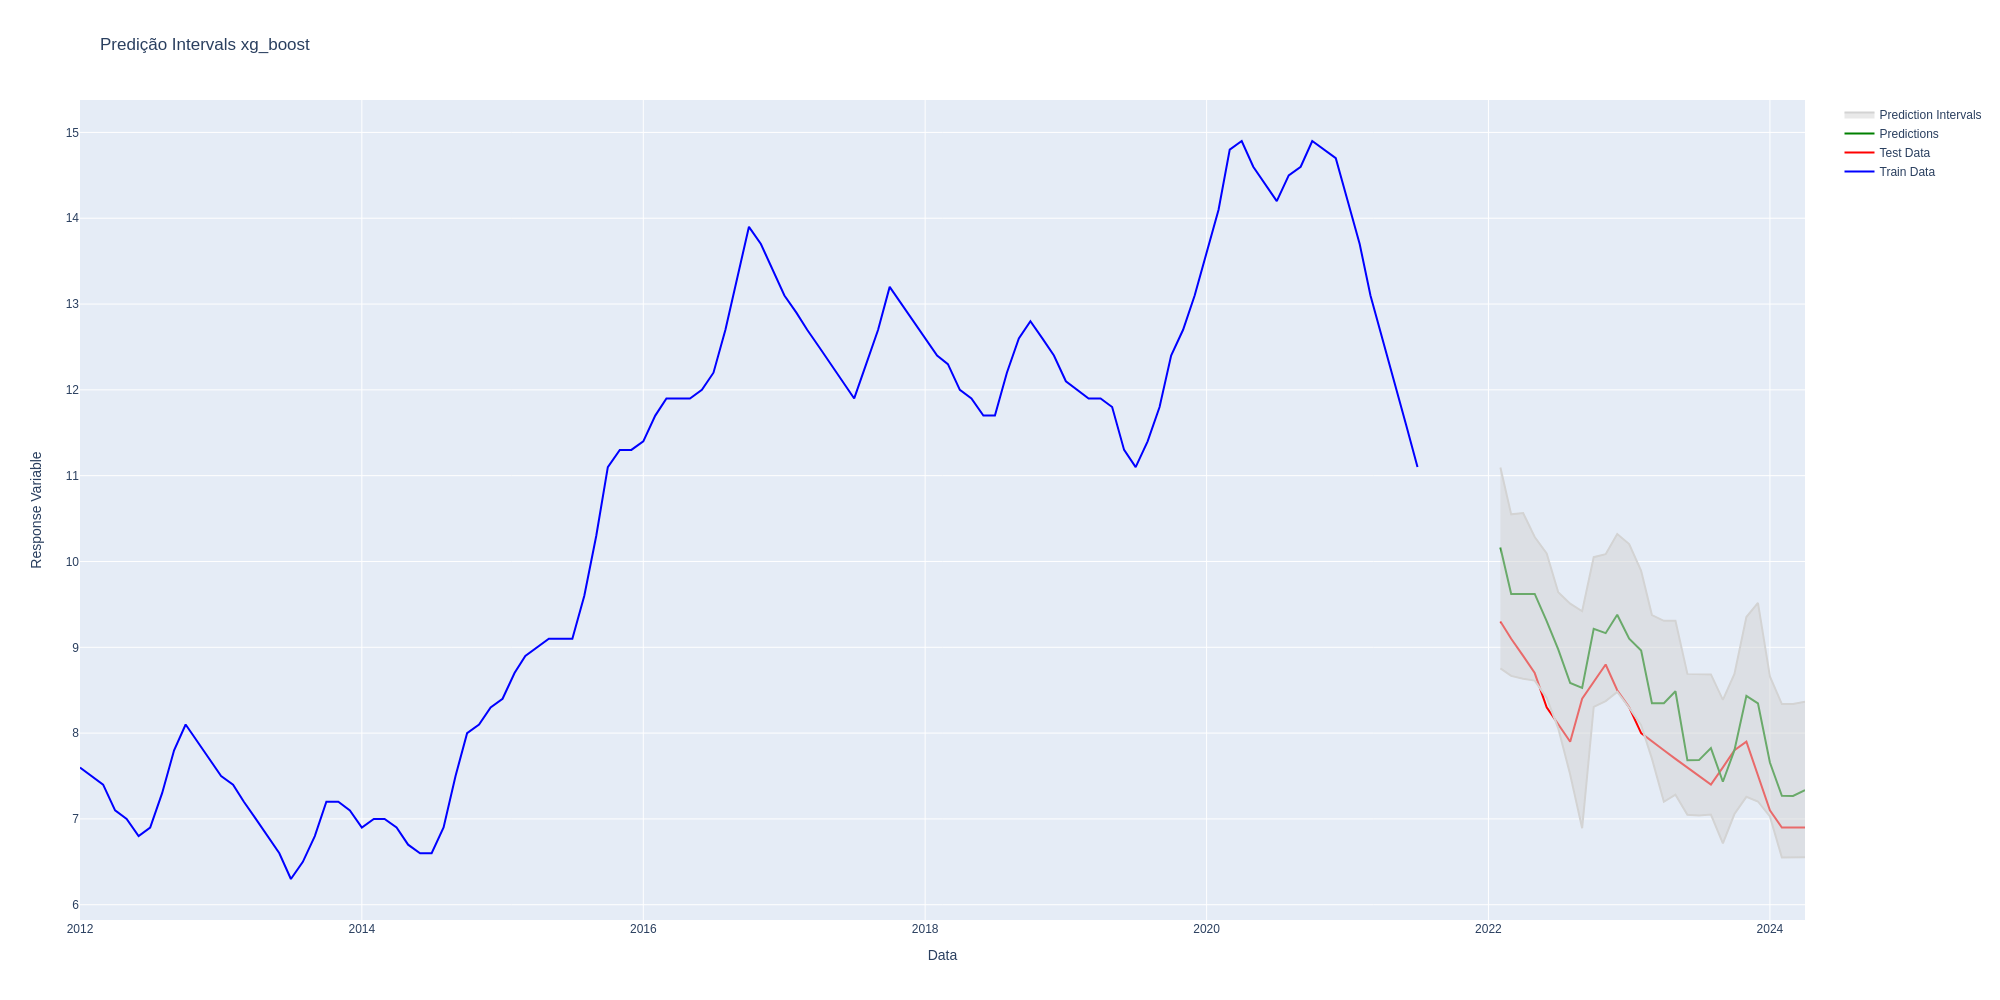 Predição Intervals xg_boost
Prediction Intervals
Predictions
Test Data
Train Data
15
14
13
12
11
10
9
8
7
6
Response Variable
2012
2014
2016
2018
2020
2022
2024
Data